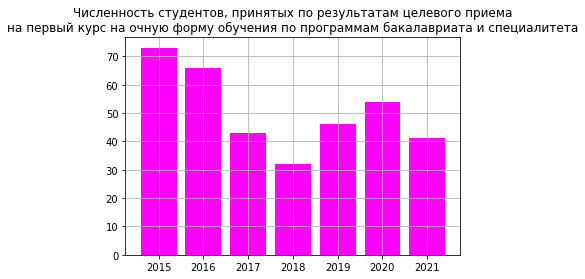 Численность студентов, принятых по результатам целевого приема
на первый курс на очную форму обучения по программам бакалавриата и специалитета
70
60
50
40
30
20
10
0
2015 2016 2017 2018 2019 2020 2021